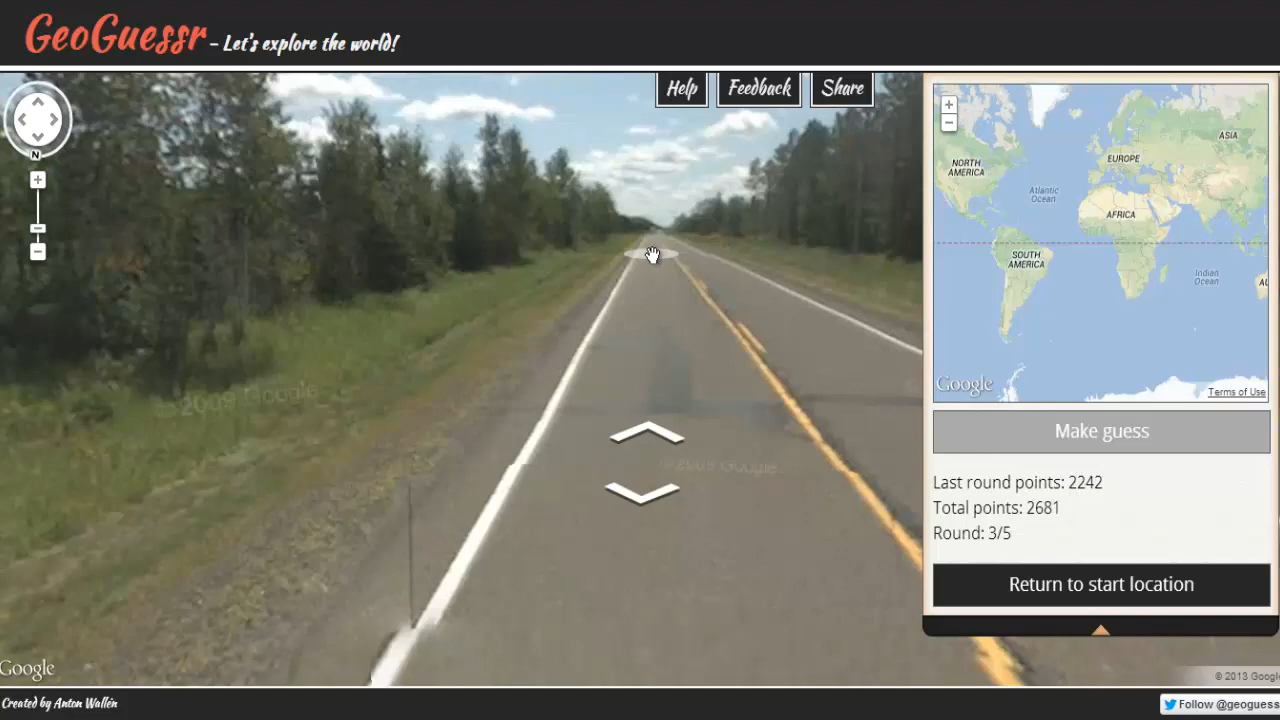 GeoGuessr - Let's explore the world!
Help Feedback Share
N
NORTH AMERICA
Atlantic Ocean
EUROPE
ASIA
AFRICA
SOUTH AMERICA
Indian Ocean
AU
Google
Terms of Use
© 2009 Google
© 2009 Google
Make guess
Last round points: 2242
Total points: 2681
Round: 3/5
Return to start location
Google
© 2013 Googl
Created by Anton Wallén
Follow @geoguess